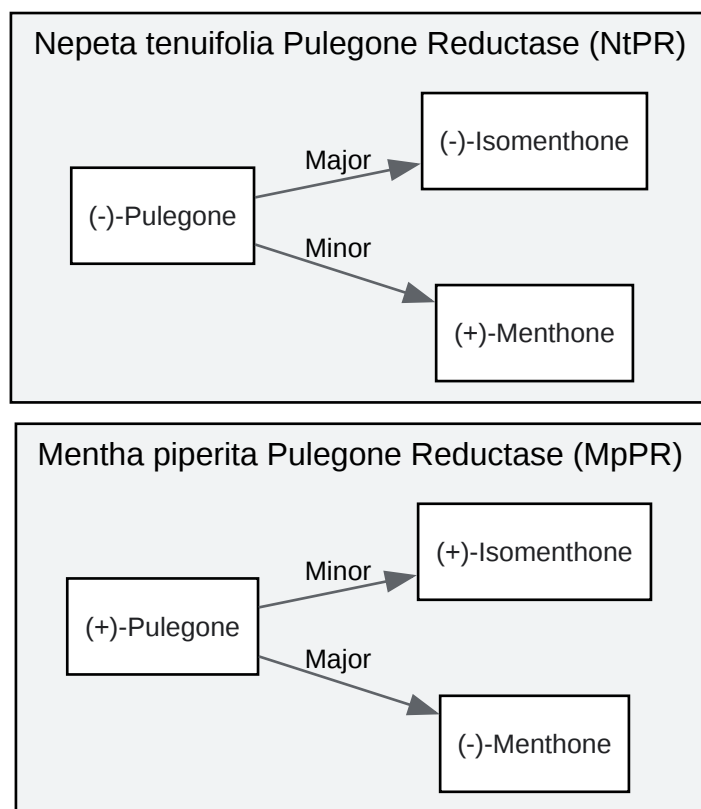 Nepeta tenuifolia Pulegone Reductase (NtPR)
(-)-Isomenthone
Major
(-)-Pulegone
Minor
(+)-Menthone
Mentha piperita Pulegone Reductase (MpPR)
(+)-Isomenthone
Minor
(+)-Pulegone
Major
(-)-Menthone